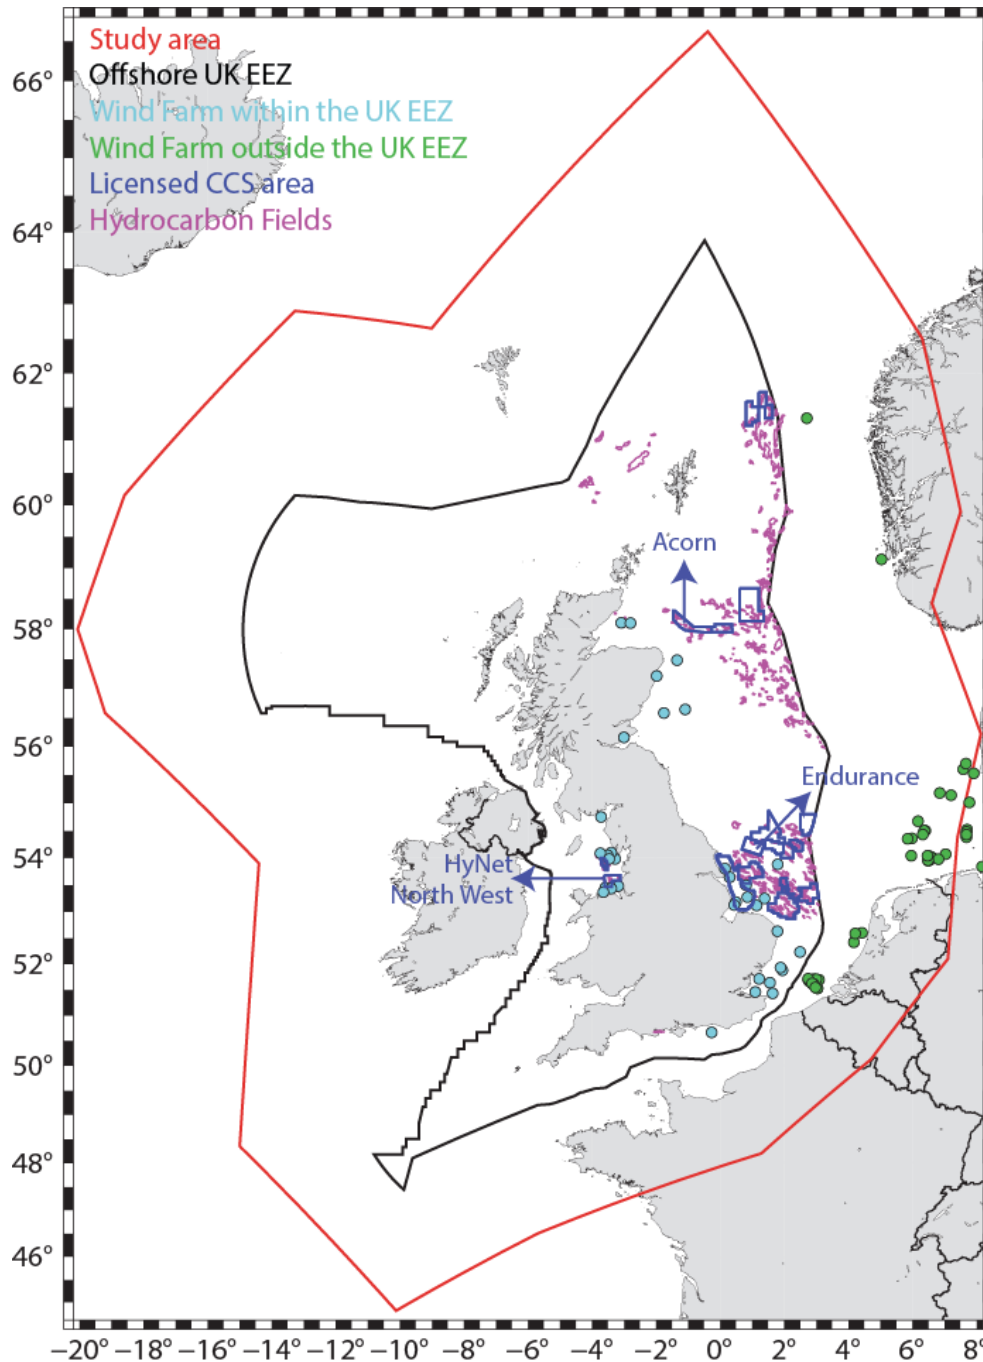 Study area
Offshore UK EEZ
Wind Farm within the UK EEZ
Wind Farm outside the UK EEZ
Licensed CCS area
Hydrocarbon Fields
66°
64°
62°
60°
58°
56°
54°
52°
50°
48°
46°
Acorn
Endurance
HyNet
North West
−20° −18° −16° −14° −12° −10° −8° −6° −4° −2° 0° 2° 4° 6° 8°